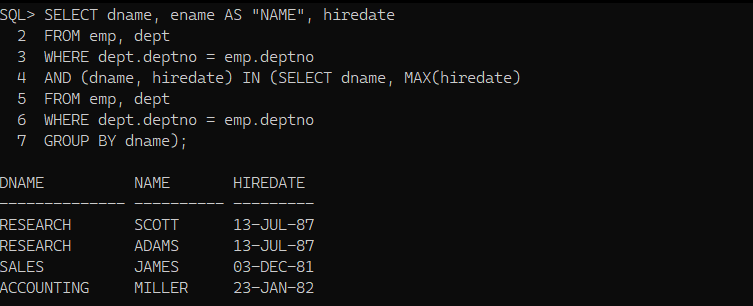 SQL> SELECT dname, ename AS "NAME", hiredate
  2  FROM emp, dept
  3  WHERE dept.deptno = emp.deptno
  4  AND (dname, hiredate) IN (SELECT dname, MAX(hiredate)
  5  FROM emp, dept
  6  WHERE dept.deptno = emp.deptno
  7  GROUP BY dname);

DNAME          NAME       HIREDATE
-------------- ---------- ---------
RESEARCH       SCOTT      13-JUL-87
RESEARCH       ADAMS      13-JUL-87
SALES          JAMES      03-DEC-81
ACCOUNTING     MILLER     23-JAN-82